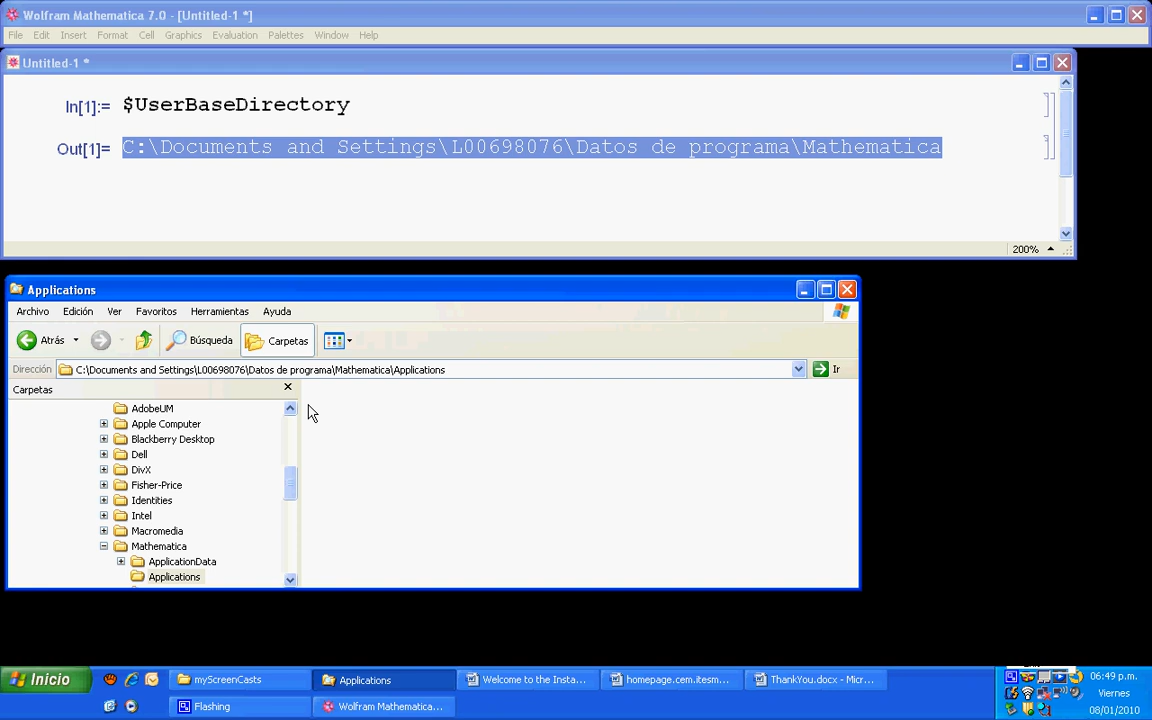 Wolfram Mathematica 7.0 - [Untitled-1 *]
File Edit Insert Format Cell Graphics Evaluation Palettes Window Help
Untitled-1 *
In[1]:= $UserBaseDirectory
Out[1]= C:\Documents and Settings\L00698076\Datos de programa\Mathematica
200%
Applications
Archivo Edición Ver Favoritos Herramientas Ayuda
Atrás Búsqueda Carpetas
Dirección C:\Documents and Settings\L00698076\Datos de programa\Mathematica\Applications Ir
Carpetas
AdobeUM
Apple Computer
Blackberry Desktop
Dell
DivX
Fisher-Price
Identities
Intel
Macromedia
Mathematica
ApplicationData
Applications
Inicio myScreenCasts Applications Welcome to the Insta... homepage.cem.itesm... ThankYou.docx - Micr... 06:49 p.m.
Viernes
Flashing Wolfram Mathematica... 08/01/2010